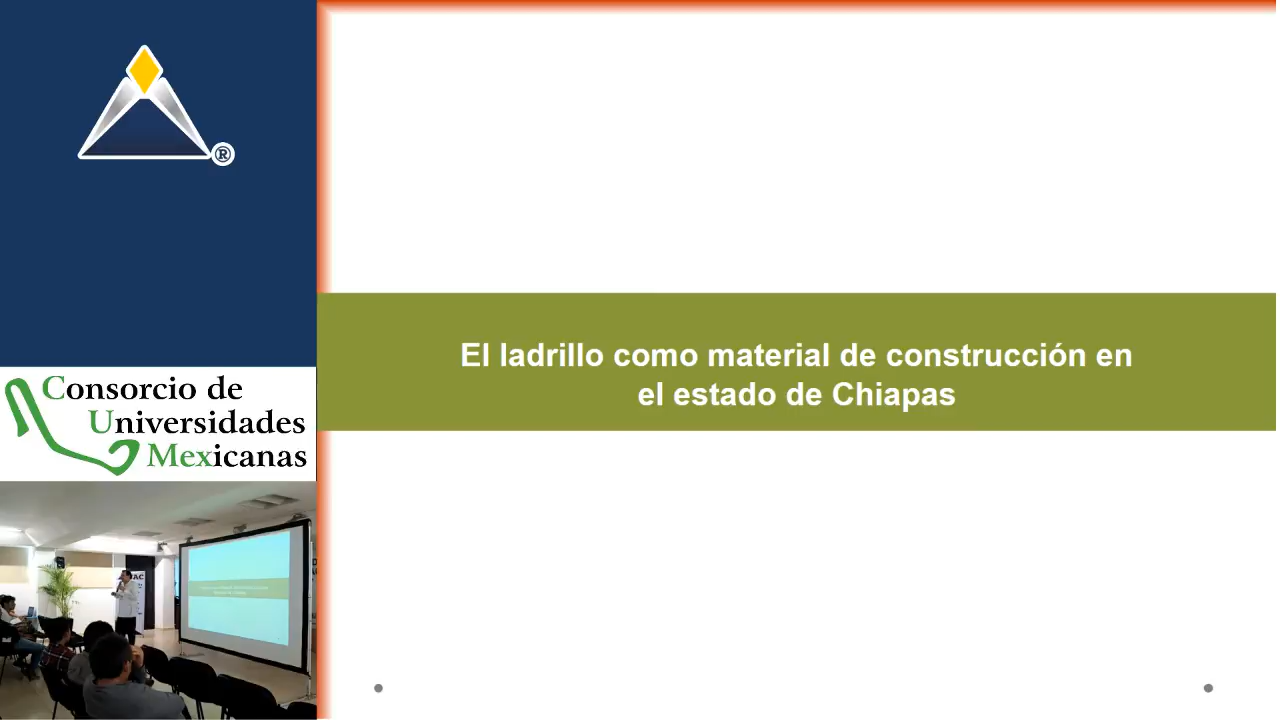 ®
Consorcio de
Universidades
Mexicanas
El ladrillo como material de construcción en
el estado de Chiapas